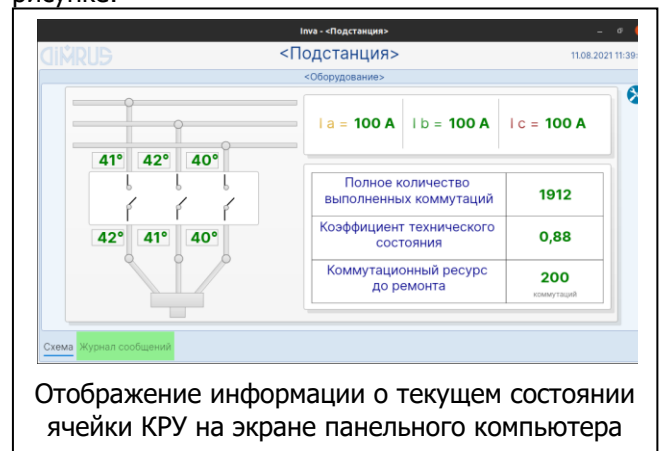 рисунке.
Inva - <Подстанция>
DiMRUS
<Подстанция>
11.08.2021 11:39:
<Оборудование>
I a = 100 A
I b = 100 A
I c = 100 A
41° 42° 40°
42° 41° 40°
Полное количество
выполненных коммутаций
1912
Коэффициент технического
состояния
0,88
Коммутационный ресурс
до ремонта
200
коммутаций
Схема Журнал сообщений
Отображение информации о текущем состоянии
ячейки КРУ на экране панельного компьютера